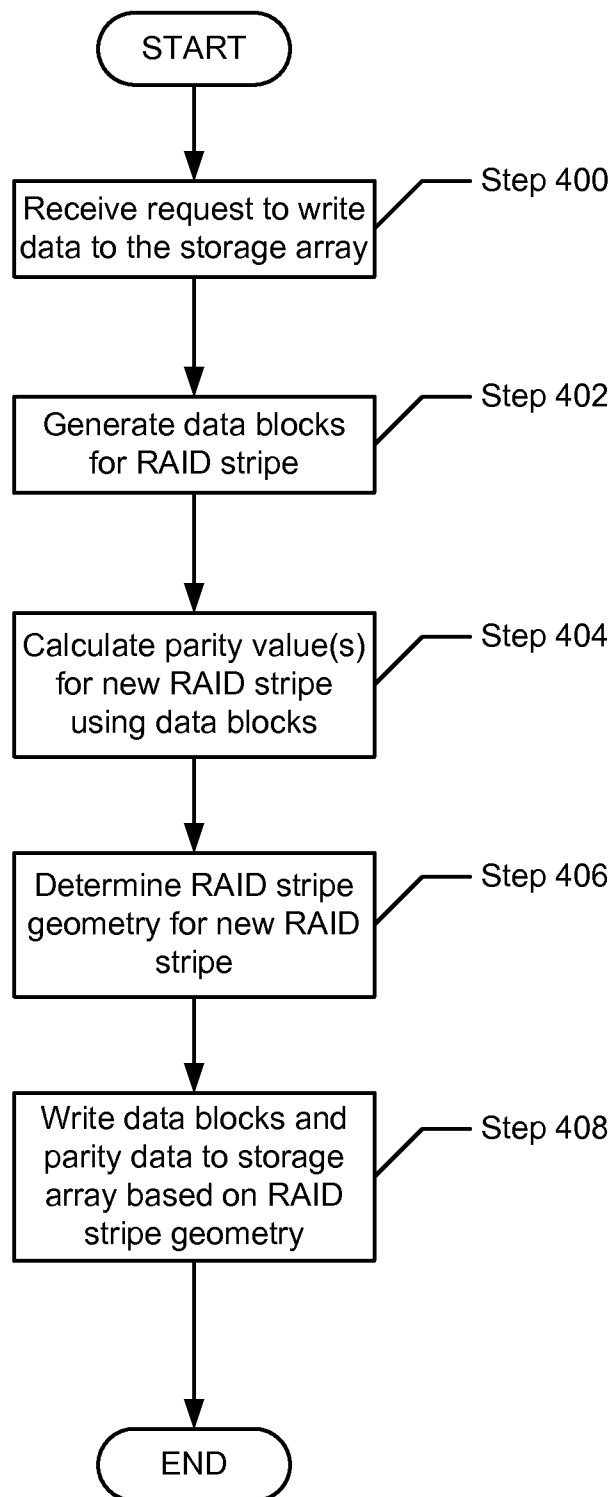 START
Step 400
Receive request to write
data to the storage array
Step 402
Generate data blocks
for RAID stripe
Step 404
Calculate parity value(s)
for new RAID stripe
using data blocks
Step 406
Determine RAID stripe
geometry for new RAID
stripe
Step 408
Write data blocks and
parity data to storage
array based on RAID
stripe geometry
END